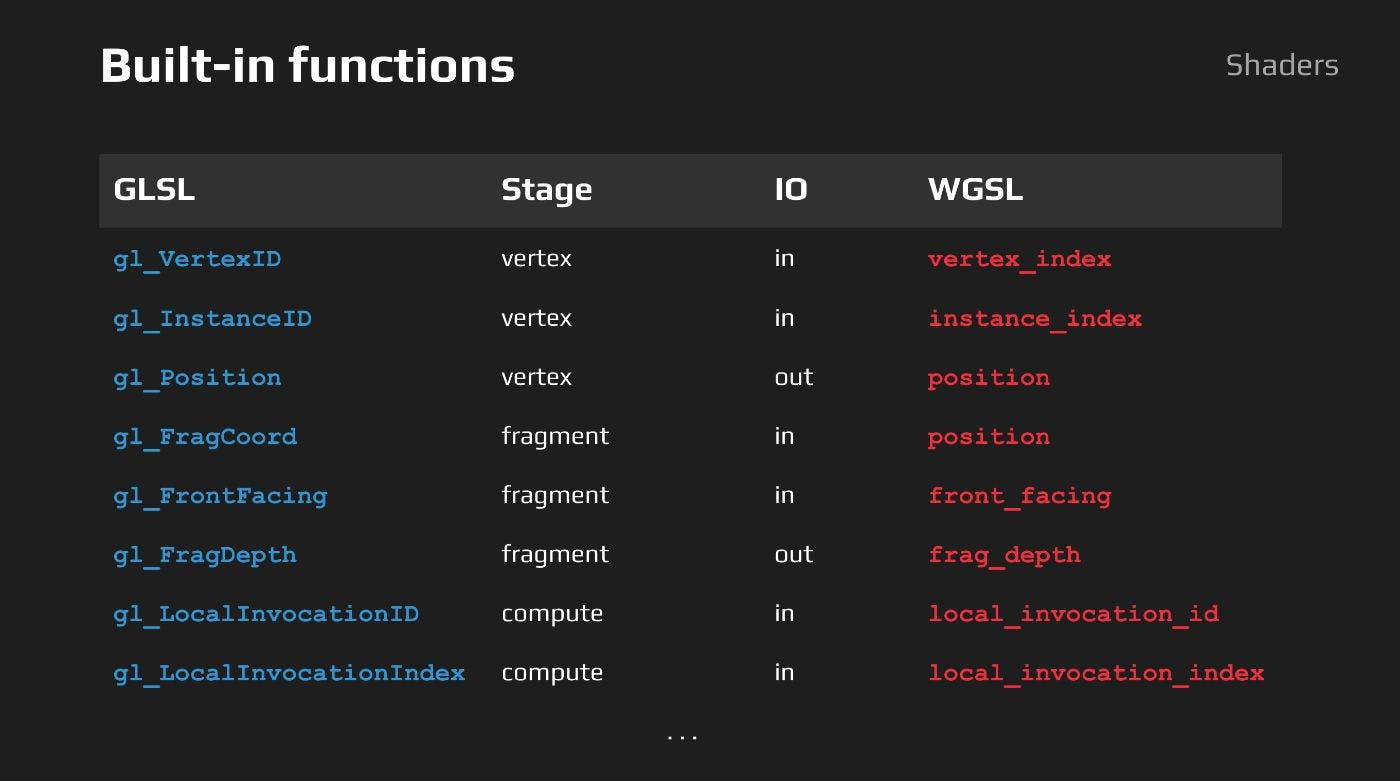 Built-in functions
Shaders
GLSL Stage IO WGSL
gl_VertexID vertex in vertex_index
gl_InstanceID vertex in instance_index
gl_Position vertex out position
gl_FragCoord fragment in position
gl_FrontFacing fragment in front_facing
gl_FragDepth fragment out frag_depth
gl_LocalInvocationID compute in local_invocation_id
gl_LocalInvocationIndex compute in local_invocation_index
...